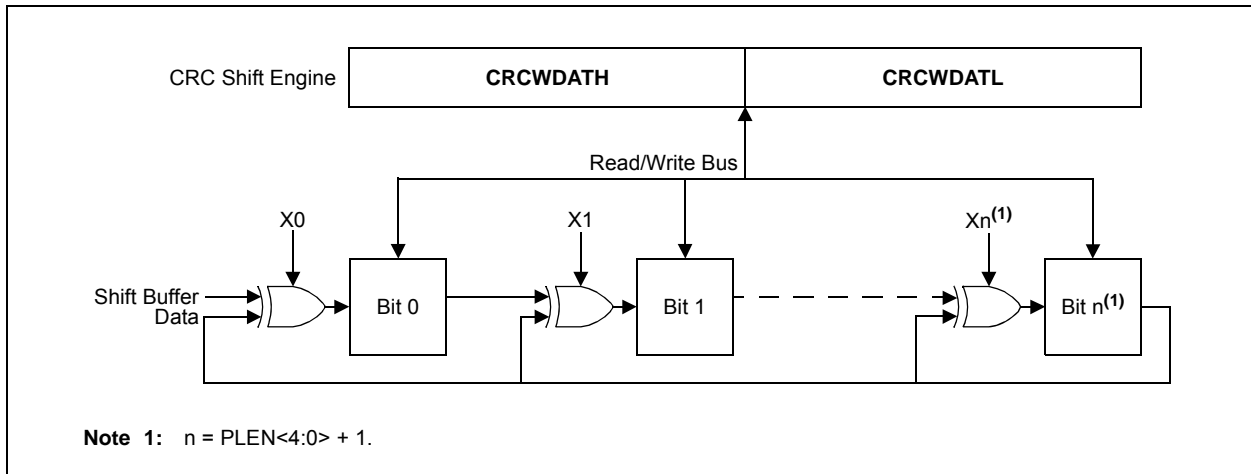 CRC Shift Engine CRCWDATH CRCWDATL
Read/Write Bus
X0 X1 Xn(1)
Shift Buffer
Data
Bit 0 Bit 1 Bit n(1)
Note 1: n = PLEN<4:0> + 1.